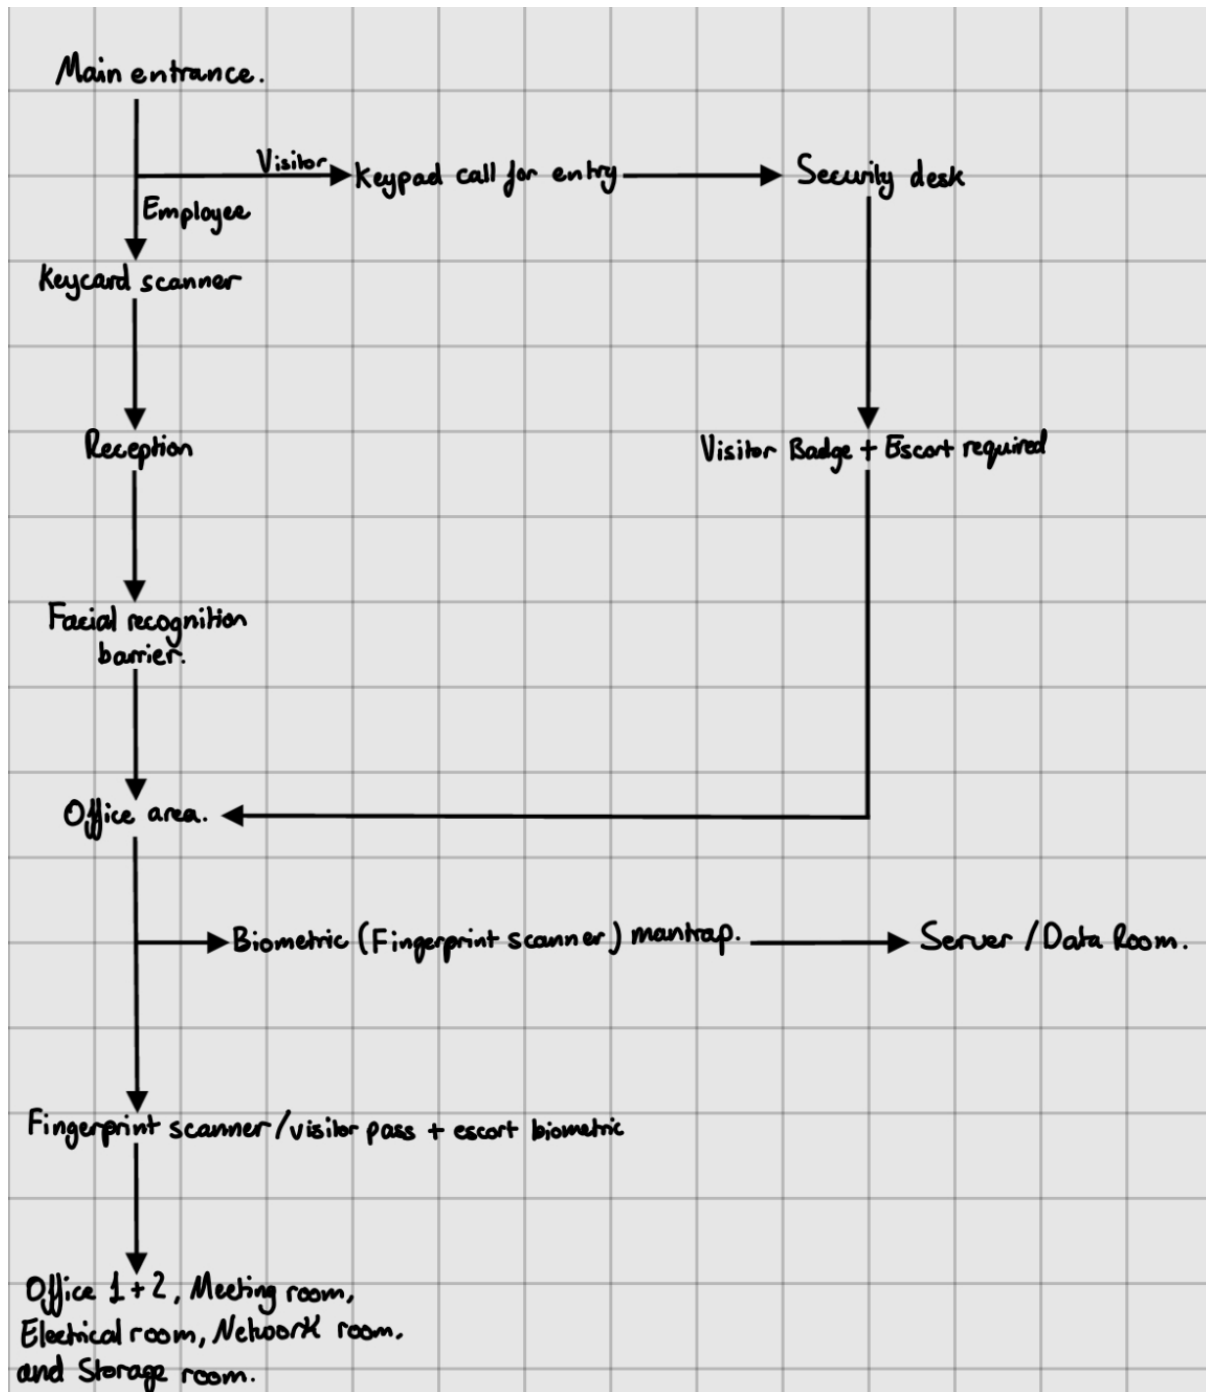 Main entrance.
Visitor
Keypad call for entry
Security desk
Employee
Keycard scanner
Reception
Visitor Badge + Escort required
Facial recognition
barrier.
Office area.
Biometric (Fingerprint scanner) mantrap.
Server / Data Room.
Fingerprint scanner/visitor pass + escort biometric
Office 1 + 2, Meeting room,
Electrical room, Network room.
and Storage room.